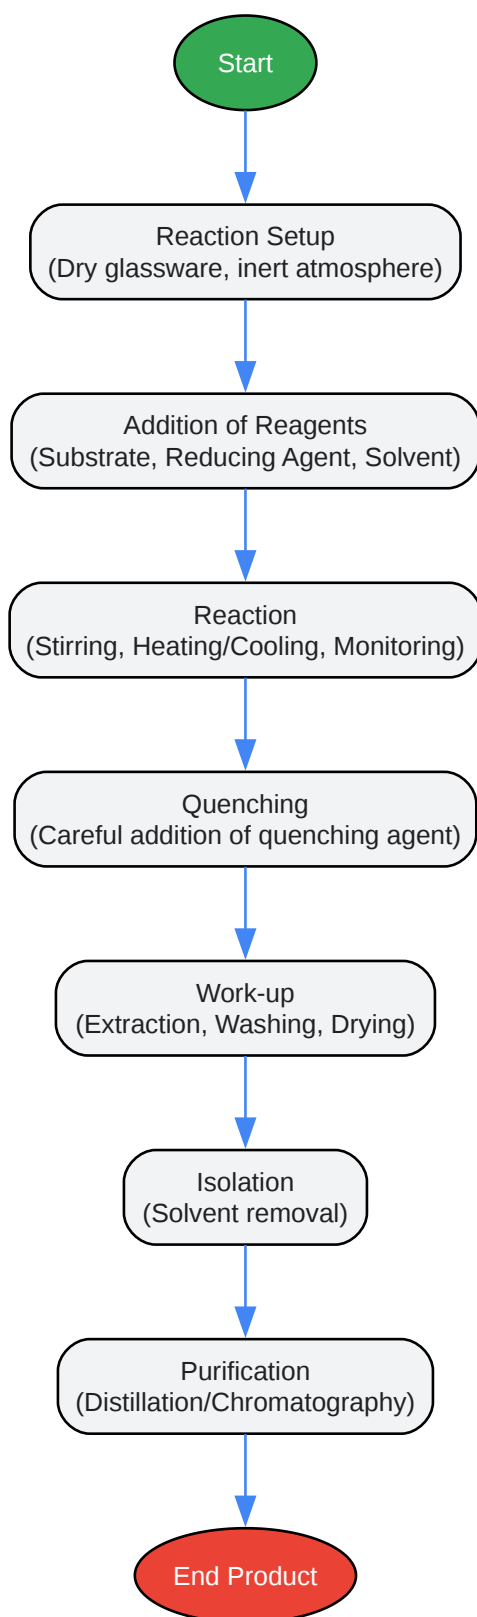 Start
Reaction Setup
(Dry glassware, inert atmosphere)
Addition of Reagents
(Substrate, Reducing Agent, Solvent)
Reaction
(Stirring, Heating/Cooling, Monitoring)
Quenching
(Careful addition of quenching agent)
Work-up
(Extraction, Washing, Drying)
Isolation
(Solvent removal)
Purification
(Distillation/Chromatography)
End Product